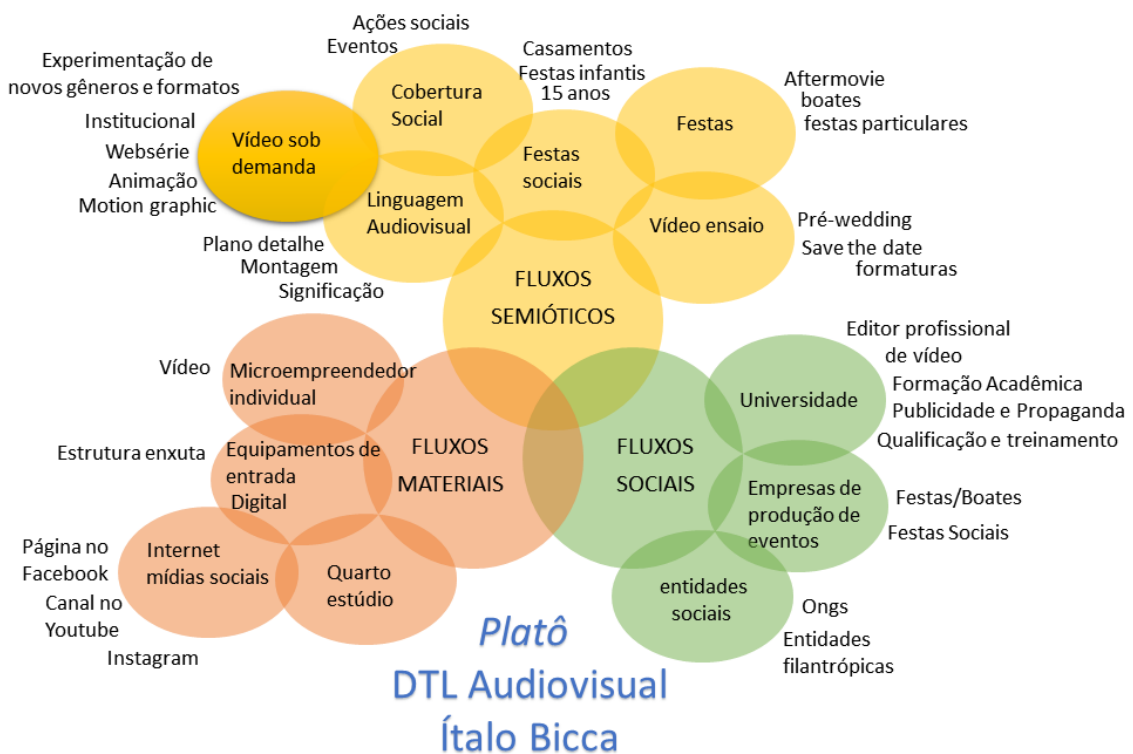 Ações sociais
Eventos
Experimentação de
novos gêneros e formatos
Institucional
Websérie
Animação
Motion graphic
Vídeo sob
demanda
Cobertura
Social
Casamentos
Festas infantis
15 anos
Festas
sociais
Festas
Aftermovie
boates
festas particulares
Linguagem
Audiovisual
Plano detalhe
Montagem
Significação
Vídeo ensaio
Pré-wedding
Save the date
formaturas
FLUXOS
SEMIÓTICOS
Vídeo
Microempreendedor
individual
Estrutura enxuta
Equipamentos de
entrada
Digital
FLUXOS
MATERIAIS
Página no
Facebook
Canal no
Youtube
Instagram
Internet
mídias sociais
Quarto
estúdio
FLUXOS
SOCIAIS
Universidade
Editor profissional
de vídeo
Formação Acadêmica
Publicidade e Propaganda
Qualificação e treinamento
Empresas de
produção de
eventos
Festas/Boates
Festas Sociais
entidades
sociais
Ongs
Entidades
filantrópicas
Platô
DTL Audiovisual
Ítalo Bicca